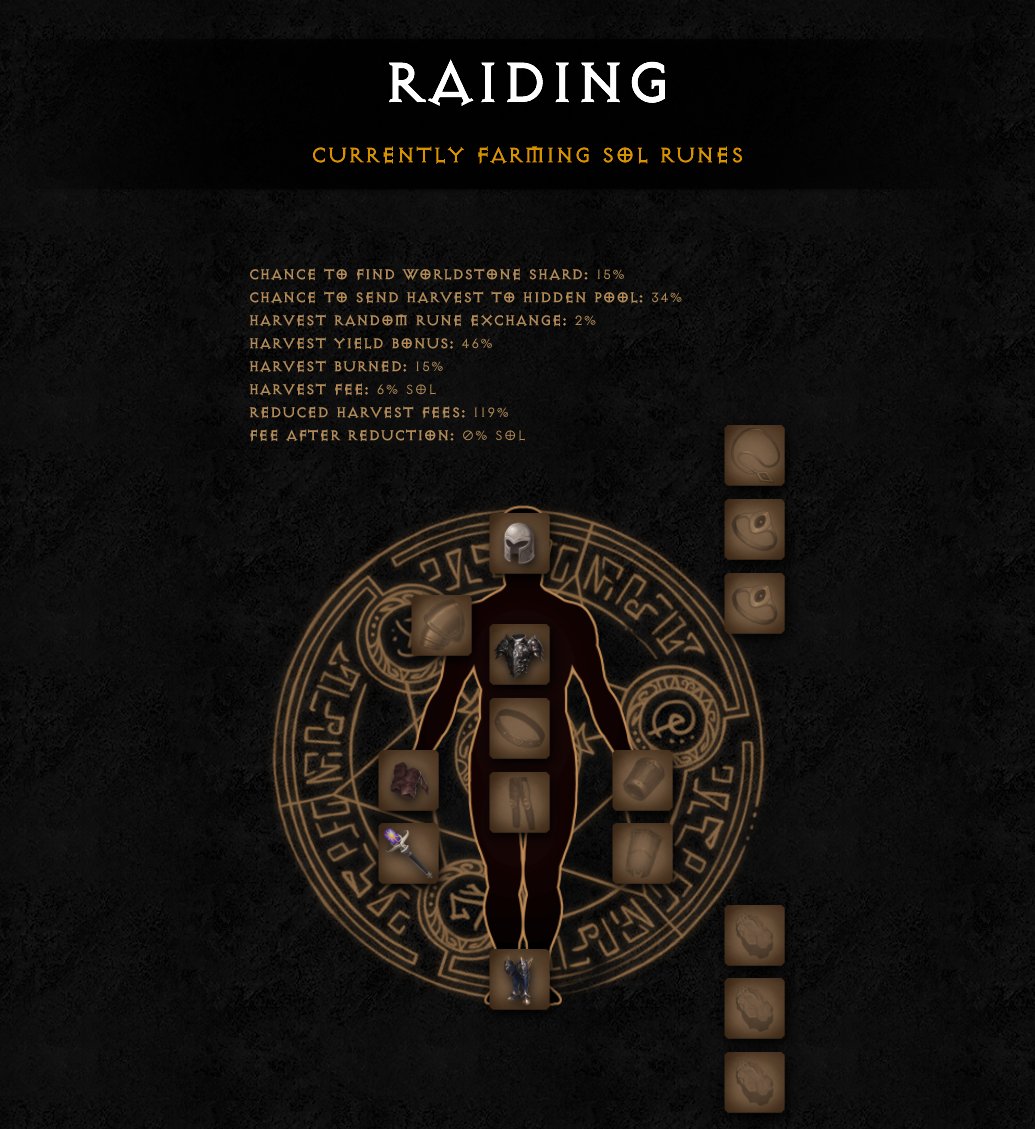 RAIDING
CURRENTLY FARMING SOL RUNES
CHANCE TO FIND WORLDSTONE SHARD: 15%
CHANCE TO SEND HARVEST TO HIDDEN POOL: 34%
HARVEST RANDOM RUNE EXCHANGE: 2%
HARVEST YIELD BONUS: 46%
HARVEST BURNED: 15%
HARVEST FEE: 6% SOL
REDUCED HARVEST FEES: 119%
FEE AFTER REDUCTION: 0% SOL